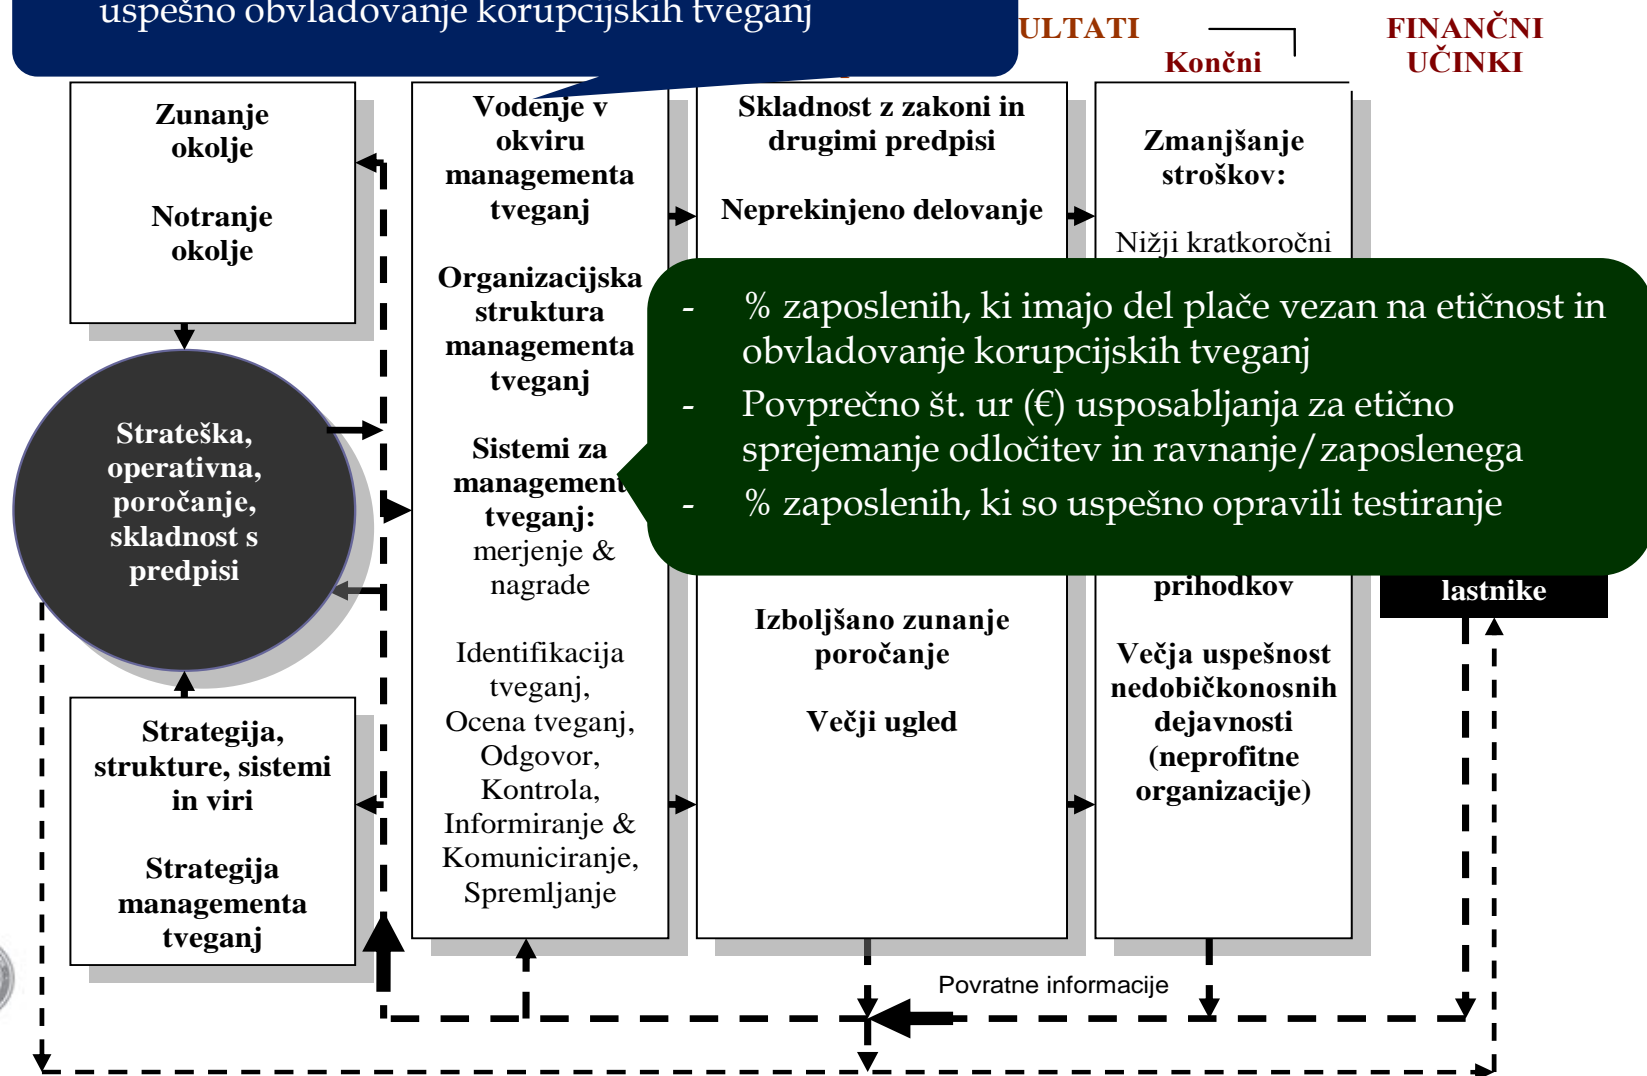 uspešno obvladovanje korupcijskih tveganj
ULTATI
Končni
FINANČNI
UČINKI
Zunanje
okolje
Notranje
okolje
Strateška,
operativna,
poročanje,
skladnost s
predpisi
Strategija,
strukture, sistemi
in viri
Strategija
managementa
tveganj
Vodenje v
okviru
managementa
tveganj
Organizacijska
struktura
managementa
tveganj
Sistemi za
management
tveganj:
merjenje &
nagrade
Identifikacija
tveganj,
Ocena tveganj,
Odgovor,
Kontrola,
Informiranje &
Komuniciranje,
Spremljanje
Skladnost z zakoni in
drugimi predpisi
Neprekinjeno delovanje
Izboljšano zunanje
poročanje
Večji ugled
Zmanjšanje
stroškov:
Nižji kratkoročni
- % zaposlenih, ki imajo del plače vezan na etičnost in
obvladovanje korupcijskih tveganj
- Povprečno št. ur (€) usposabljanja za etično
sprejemanje odločitev in ravnanje/zaposlenega
- % zaposlenih, ki so uspešno opravili testiranje
prihodkov
Večja uspešnost
nedobičkonosnih
dejavnosti
(neprofitne
organizacije)
lastnike
Povratne informacije